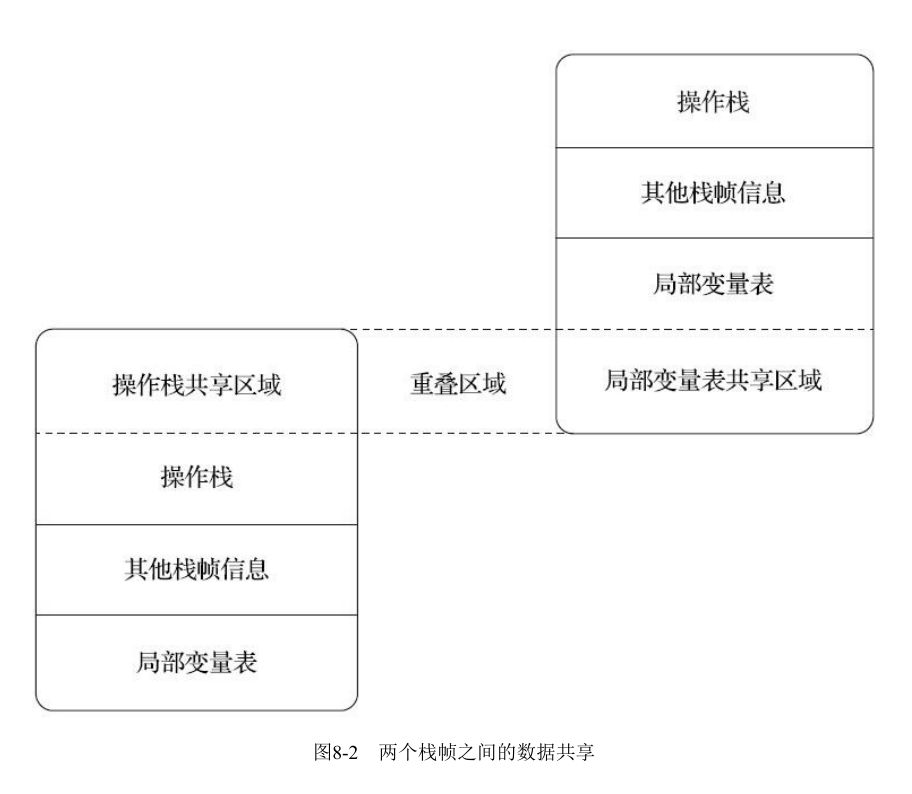 操作栈
其他栈帧信息
局部变量表
操作栈共享区域
重叠区域
局部变量表共享区域
操作栈
其他栈帧信息
局部变量表
图8-2 两个栈帧之间的数据共享